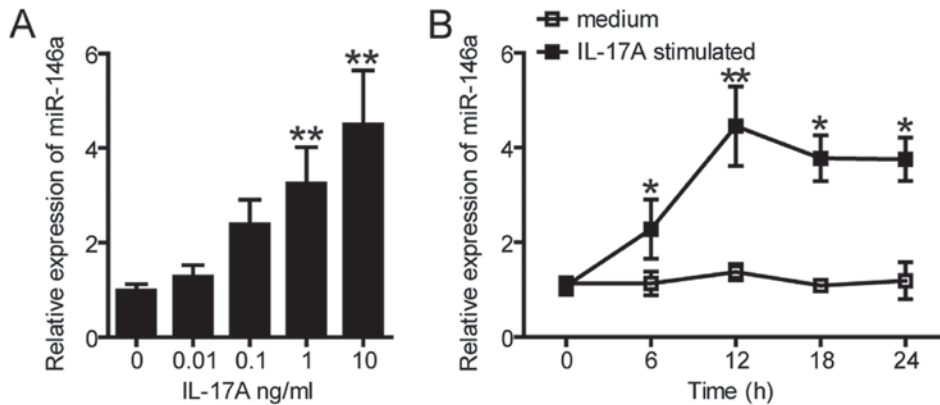 A
Relative expression of miR-146a
6
4
2
0
**
**
0 0.01 0.1 1 10
IL-17A ng/ml
B
medium
IL-17A stimulated
Relative expression of miR-146a
6
4
2
0
*
**
*
*
0 6 12 18 24
Time (h)